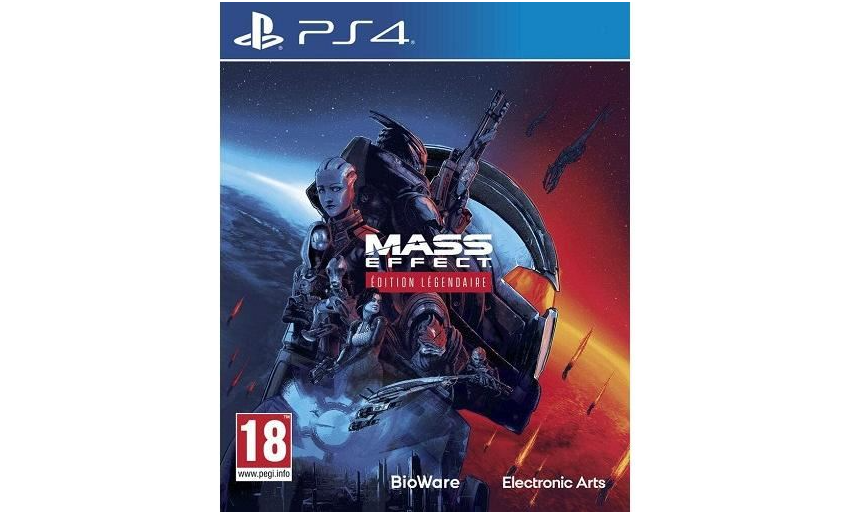 PS4
MASS
EFFECT
ÉDITION LÉGENDAIRE
18
www.pegi.info
BioWare
Electronic Arts